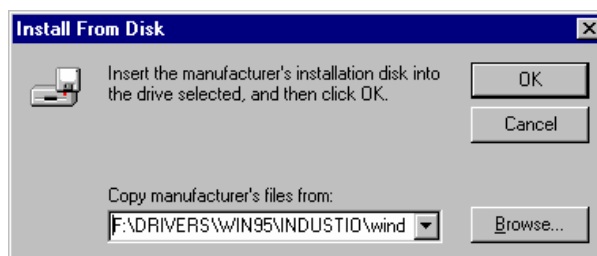 Install From Disk
Insert the manufacturer's installation disk into
the drive selected, and then click OK.
OK
Cancel
Copy manufacturer's files from:
F:\DRIVERS\WIN95\INDUSTIO\wind
Browse...